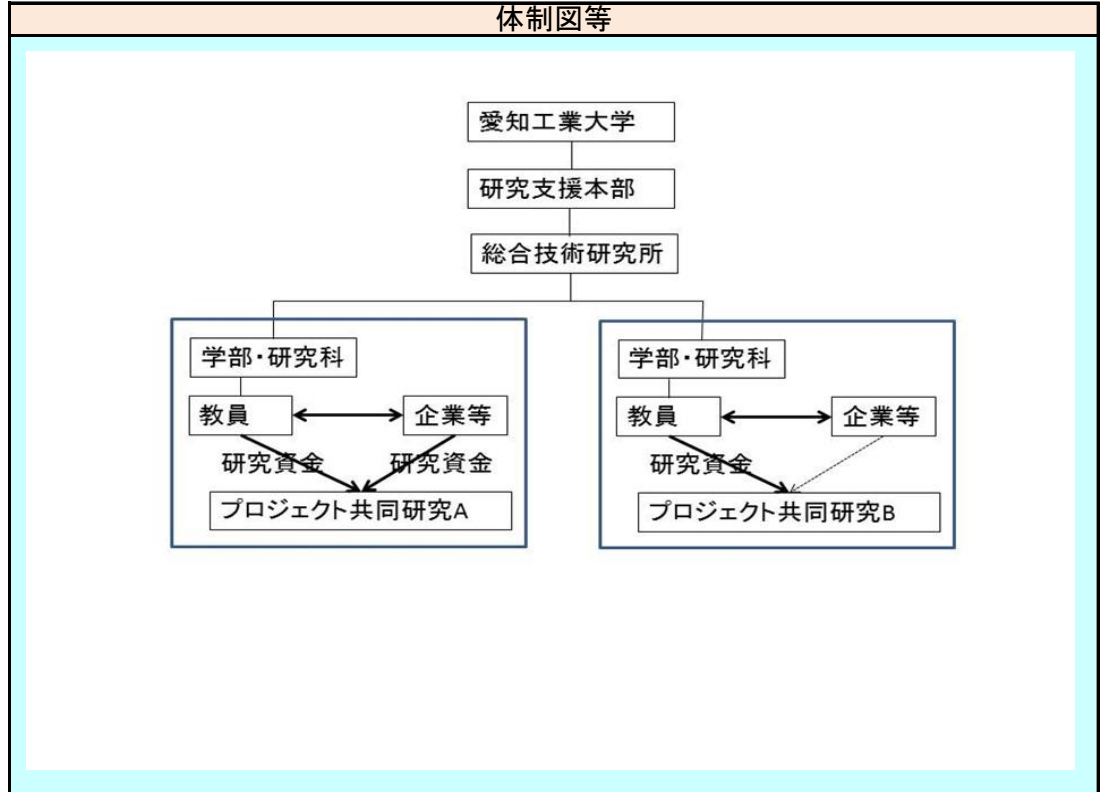 体制図等
愛知工業大学
研究支援本部
総合技術研究所
学部・研究科
教員
企業等
研究資金
研究資金
プロジェクト共同研究A
学部・研究科
教員
企業等
研究資金
プロジェクト共同研究B